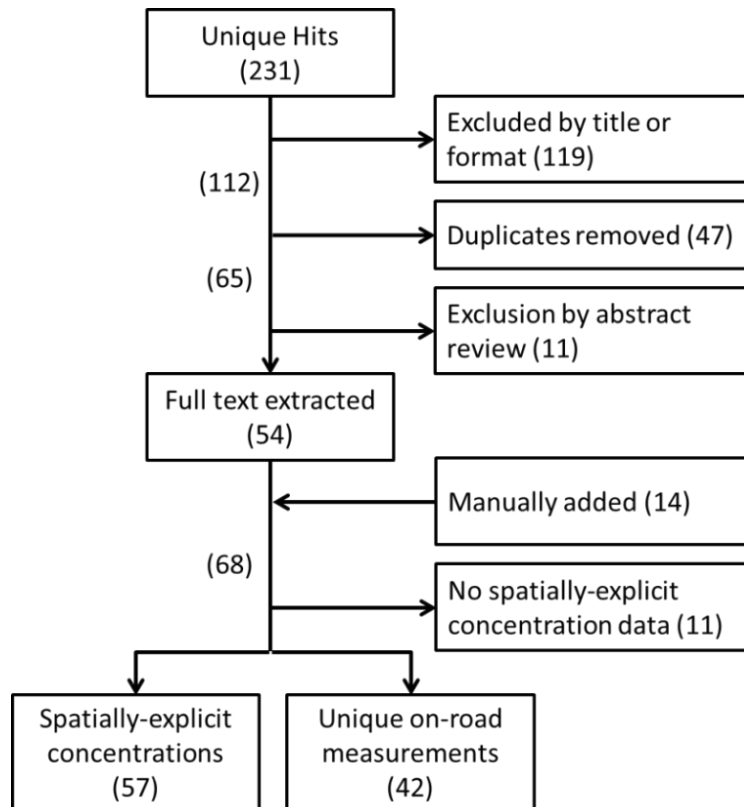 Unique Hits
(231)
Excluded by title or
format (119)
(112)
Duplicates removed (47)
(65)
Exclusion by abstract
review (11)
Full text extracted
(54)
Manually added (14)
(68)
No spatially-explicit
concentration data (11)
Spatially-explicit
concentrations
(57)
Unique on-road
measurements
(42)